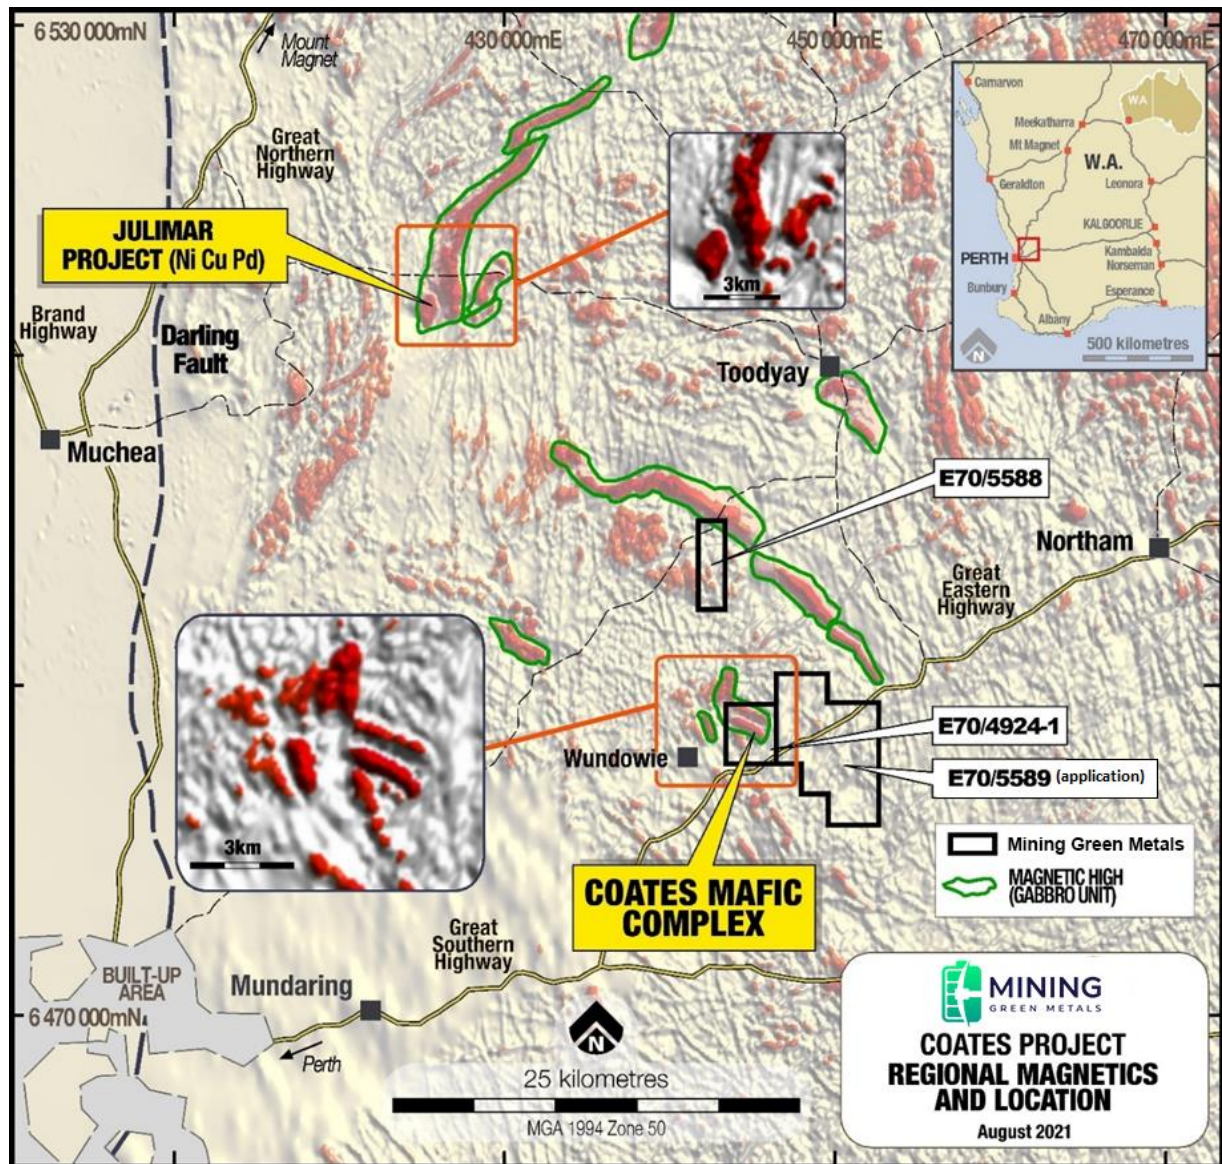 6 530 000mN
430 000mE
450 000mE
470 000mE
Mount
Magnet
Great
Northern
Highway
JULIMAR
PROJECT (Ni Cu Pd)
3km
Carnarvon
WA
Meekatharra
Mt Magnet
W.A.
Geraldton
Leonora
KALGOORLIE
PERTH
Kambalda
Norseman
Bunbury
Esperance
Albany
N
500 kilometres
Brand
Highway
Darling
Fault
Toodyay
Muchea
E70/5588
Northam
Great
Eastern
Highway
3km
Wundowie
E70/4924-1
E70/5589 (application)
Mining Green Metals
MAGNETIC HIGH
(GABBRO UNIT)
COATES MAFIC
COMPLEX
Great
Southern
Highway
BUILT-UP
AREA
Mundaring
6 470 000mN
Perth
N
25 kilometres
MGA 1994 Zone 50
MINING
GREEN METALS
COATES PROJECT
REGIONAL MAGNETICS
AND LOCATION
August 2021